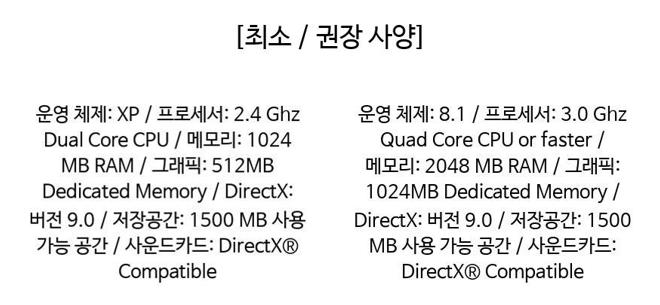 [최소 / 권장 사양]
운영 체제: XP / 프로세서: 2.4 Ghz
Dual Core CPU / 메모리: 1024
MB RAM / 그래픽: 512MB
Dedicated Memory / DirectX:
버전 9.0 / 저장공간: 1500 MB 사용
가능 공간 / 사운드카드: DirectX®
Compatible
운영 체제: 8.1 / 프로세서: 3.0 Ghz
Quad Core CPU or faster /
메모리: 2048 MB RAM / 그래픽:
1024MB Dedicated Memory /
DirectX: 버전 9.0 / 저장공간: 1500
MB 사용 가능 공간 / 사운드카드:
DirectX® Compatible